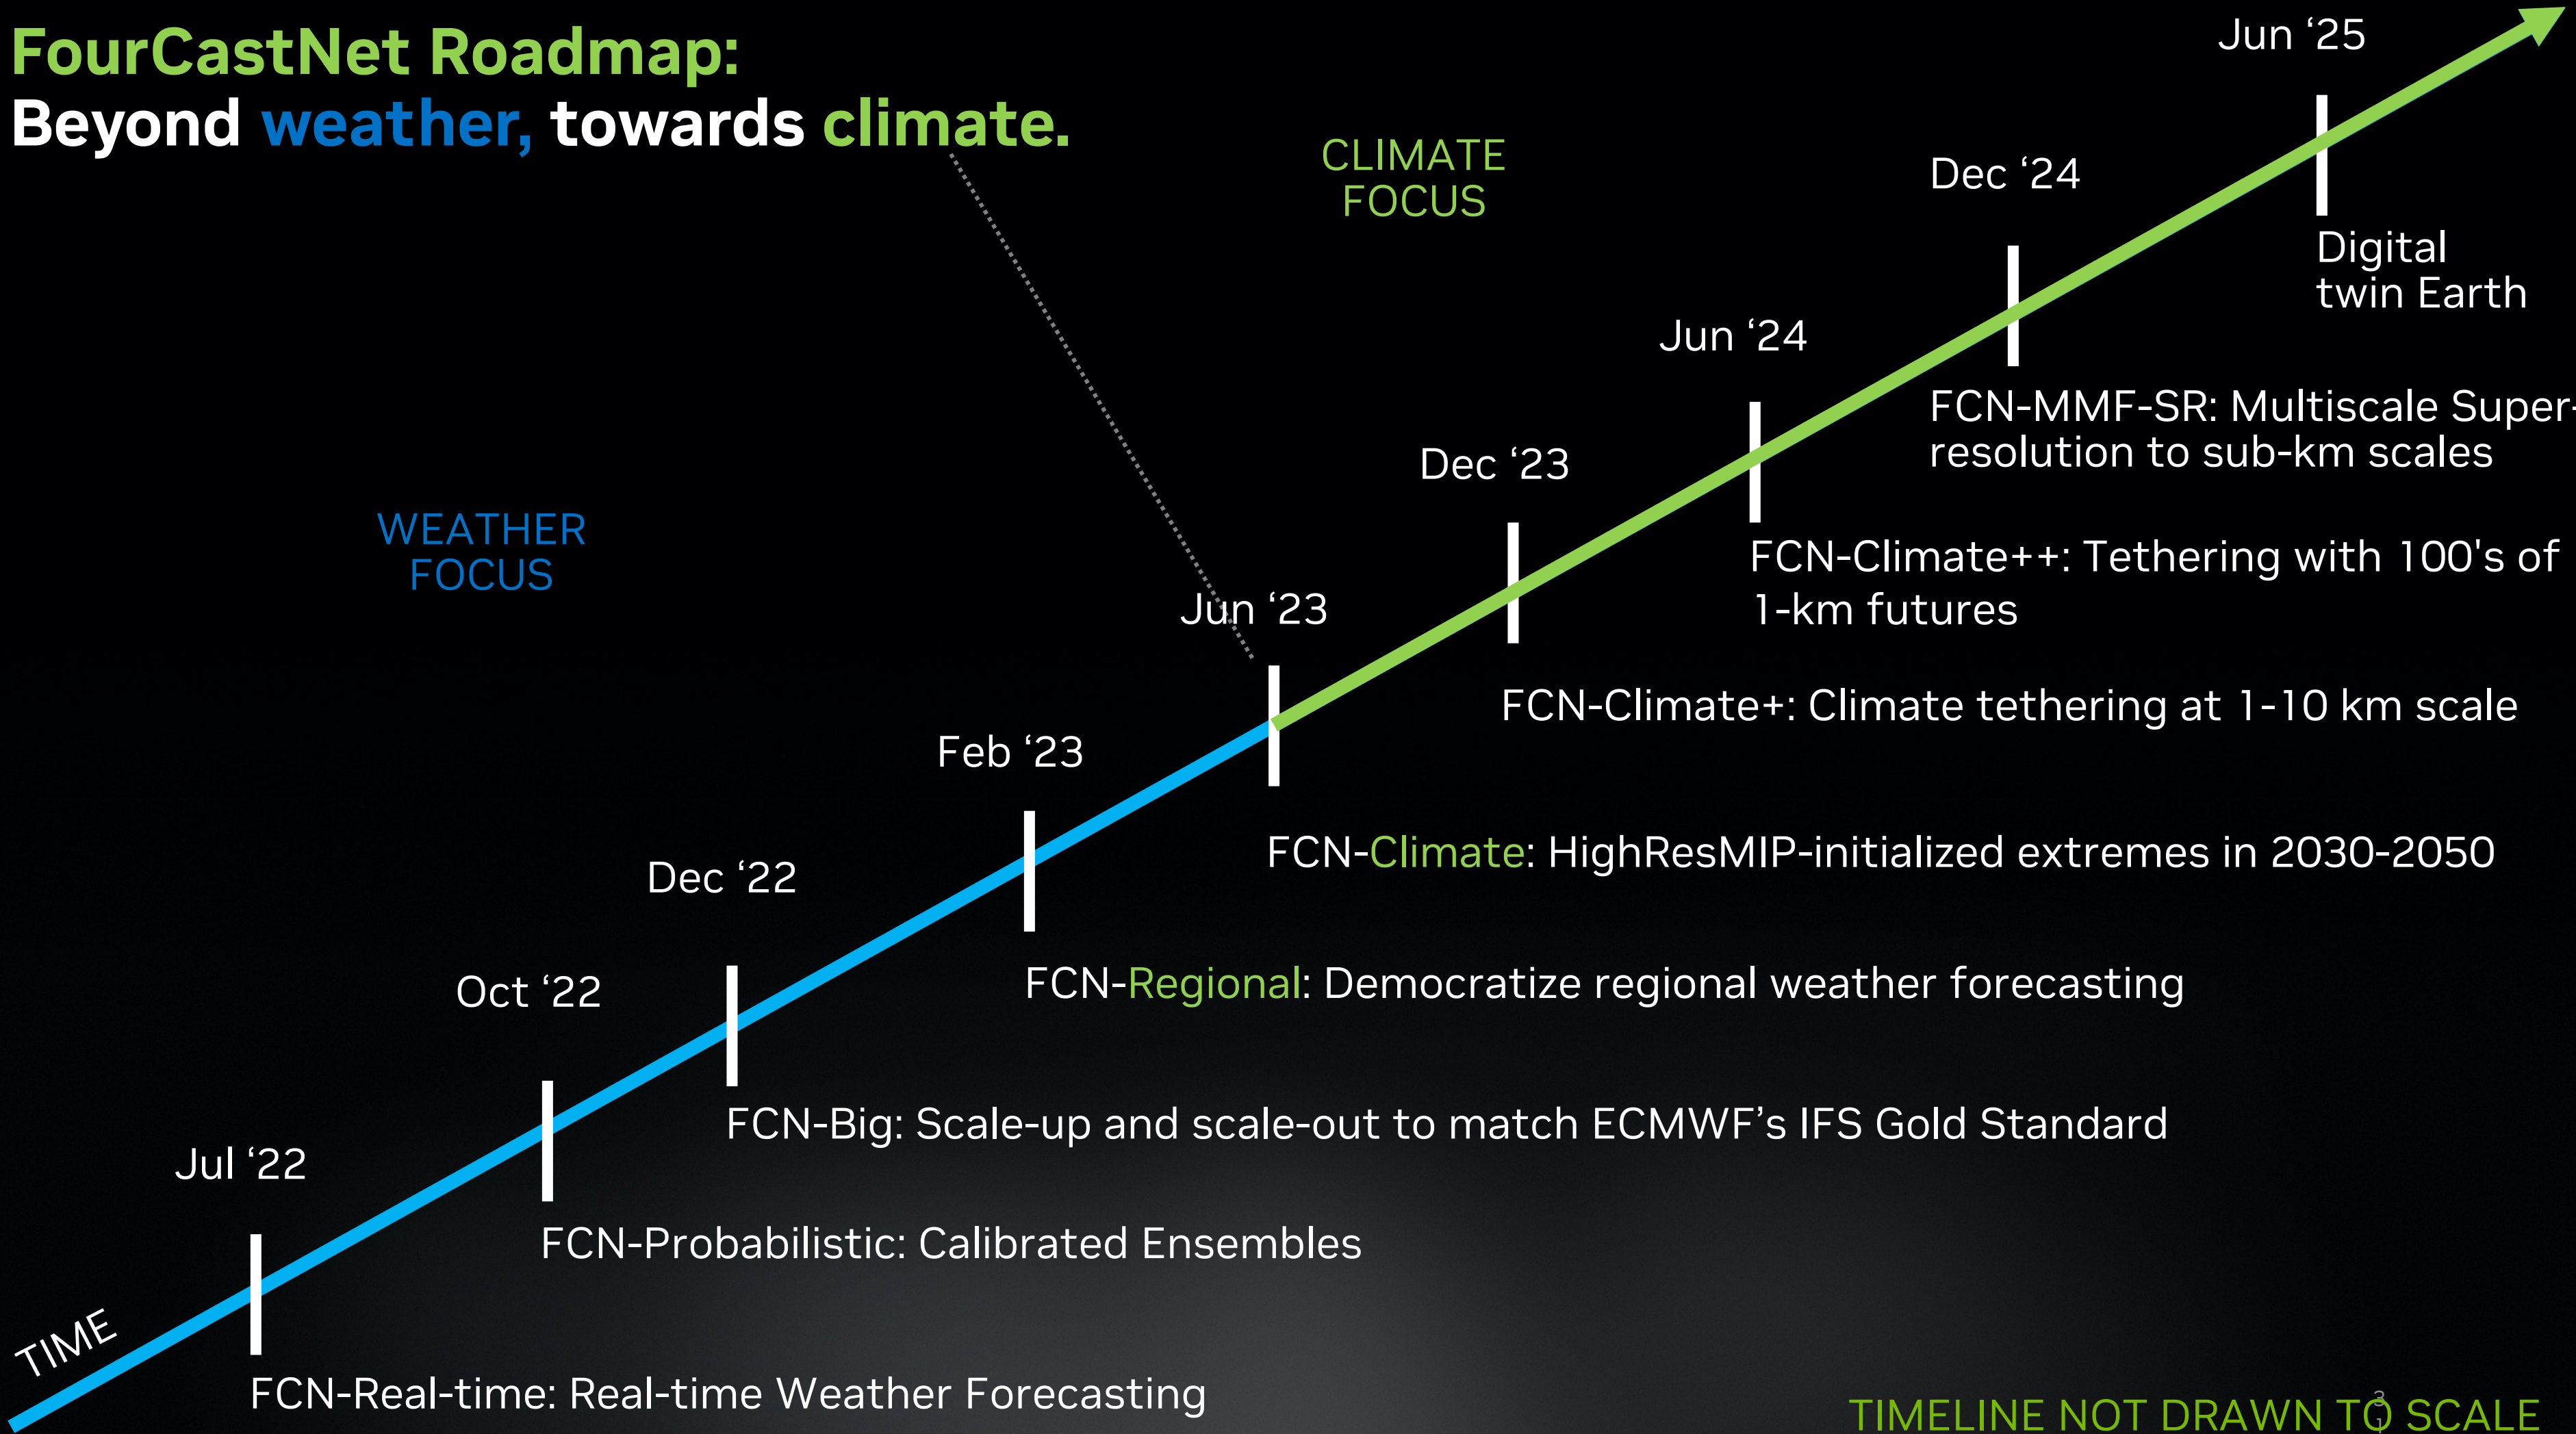 FourCastNet Roadmap:
Beyond weather, towards climate.
CLIMATE
FOCUS
WEATHER
FOCUS
Jun ‘25
Digital
twin Earth
Dec ‘24
FCN-MMF-SR: Multiscale Super-
resolution to sub-km scales
Jun ‘24
FCN-Climate++: Tethering with 100's of
1-km futures
Dec ‘23
FCN-Climate+: Climate tethering at 1-10 km scale
Jun ‘23
FCN-Climate: HighResMIP-initialized extremes in 2030-2050
Feb ‘23
FCN-Regional: Democratize regional weather forecasting
Dec ‘22
FCN-Big: Scale-up and scale-out to match ECMWF’s IFS Gold Standard
Oct ‘22
FCN-Probabilistic: Calibrated Ensembles
Jul ‘22
FCN-Real-time: Real-time Weather Forecasting
TIME
TIMELINE NOT DRAWN TO SCALE